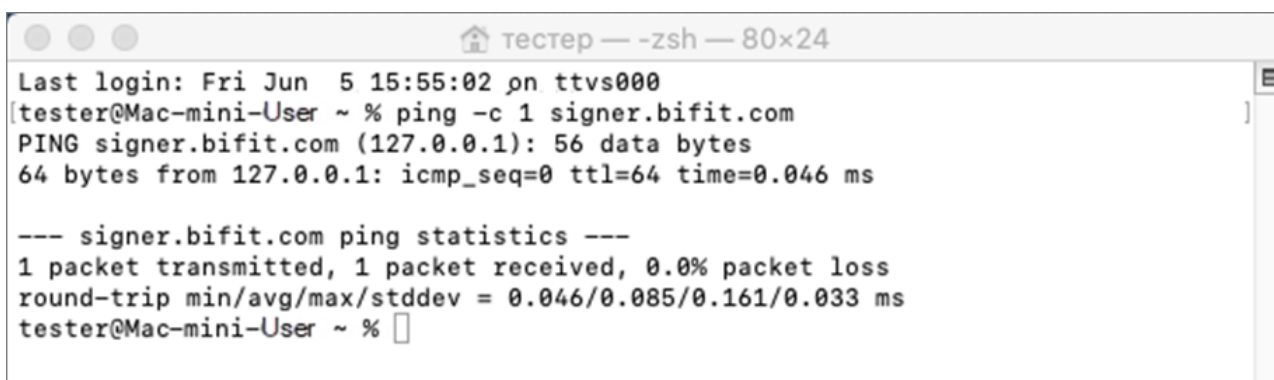 тестер — -zsh — 80×24
Last login: Fri Jun  5 15:55:02 on ttvs000
[tester@Mac-mini-User ~ % ping -c 1 signer.bifit.com ]
PING signer.bifit.com (127.0.0.1): 56 data bytes
64 bytes from 127.0.0.1: icmp_seq=0 ttl=64 time=0.046 ms
--- signer.bifit.com ping statistics ---
1 packet transmitted, 1 packet received, 0.0% packet loss
round-trip min/avg/max/stddev = 0.046/0.085/0.161/0.033 ms
tester@Mac-mini-User ~ %